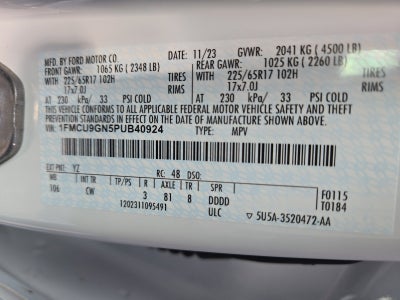 MFD. BY FORD MOTOR CO. 11/23 GVWR: 2041 KG ( 4500 LB)
FRONT GAWR: 1065 KG ( 2348 LB) REAR GAWR: 1025 KG ( 2260 LB)
WITH 225/65R17 102H TIRES WITH 225/65R17 102H TIRES
17x7.0J RIMS 17x7.0J RIMS
AT 230 kPa/ 33 PSI COLD AT 230 kPa/ 33 PSI COLD
THIS VEHICLE CONFORMS TO ALL APPLICABLE FEDERAL MOTOR VEHICLE SAFETY, BUMPER,
AND THEFT PREVENTION STANDARDS IN EFFECT ON THE DATE OF MANUFACTURE SHOWN ABOVE.
VIN: 1FMCU9GN5PUB40924 TYPE: MPV
EXT PNT: YZ RC: 48 DSO: F0115
WB INT TR TP/PS R AXLE TR SPR T0184
106 CW 3 81 8 DDDD
1202311095491 ULC 5U5A-3520472-AA